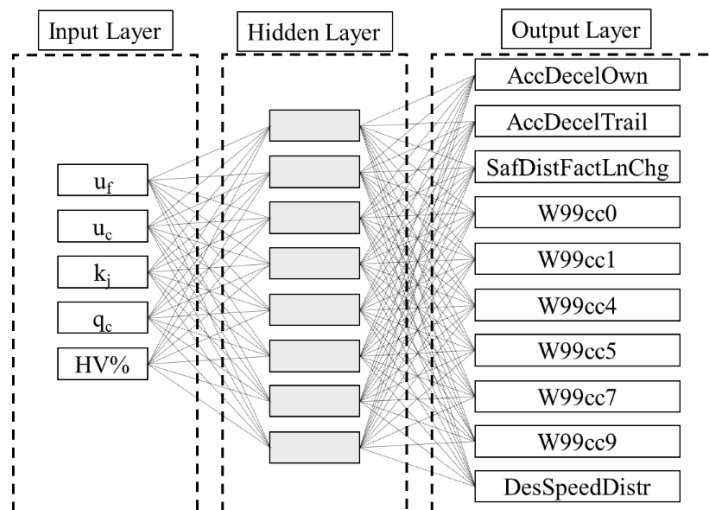 Input Layer
Hidden Layer
Output Layer
u_f
u_c
k_j
q_c
HV%
AccDecelOwn
AccDecelTrail
SafDistFactLnChg
W99cc0
W99cc1
W99cc4
W99cc5
W99cc7
W99cc9
DesSpeedDistr